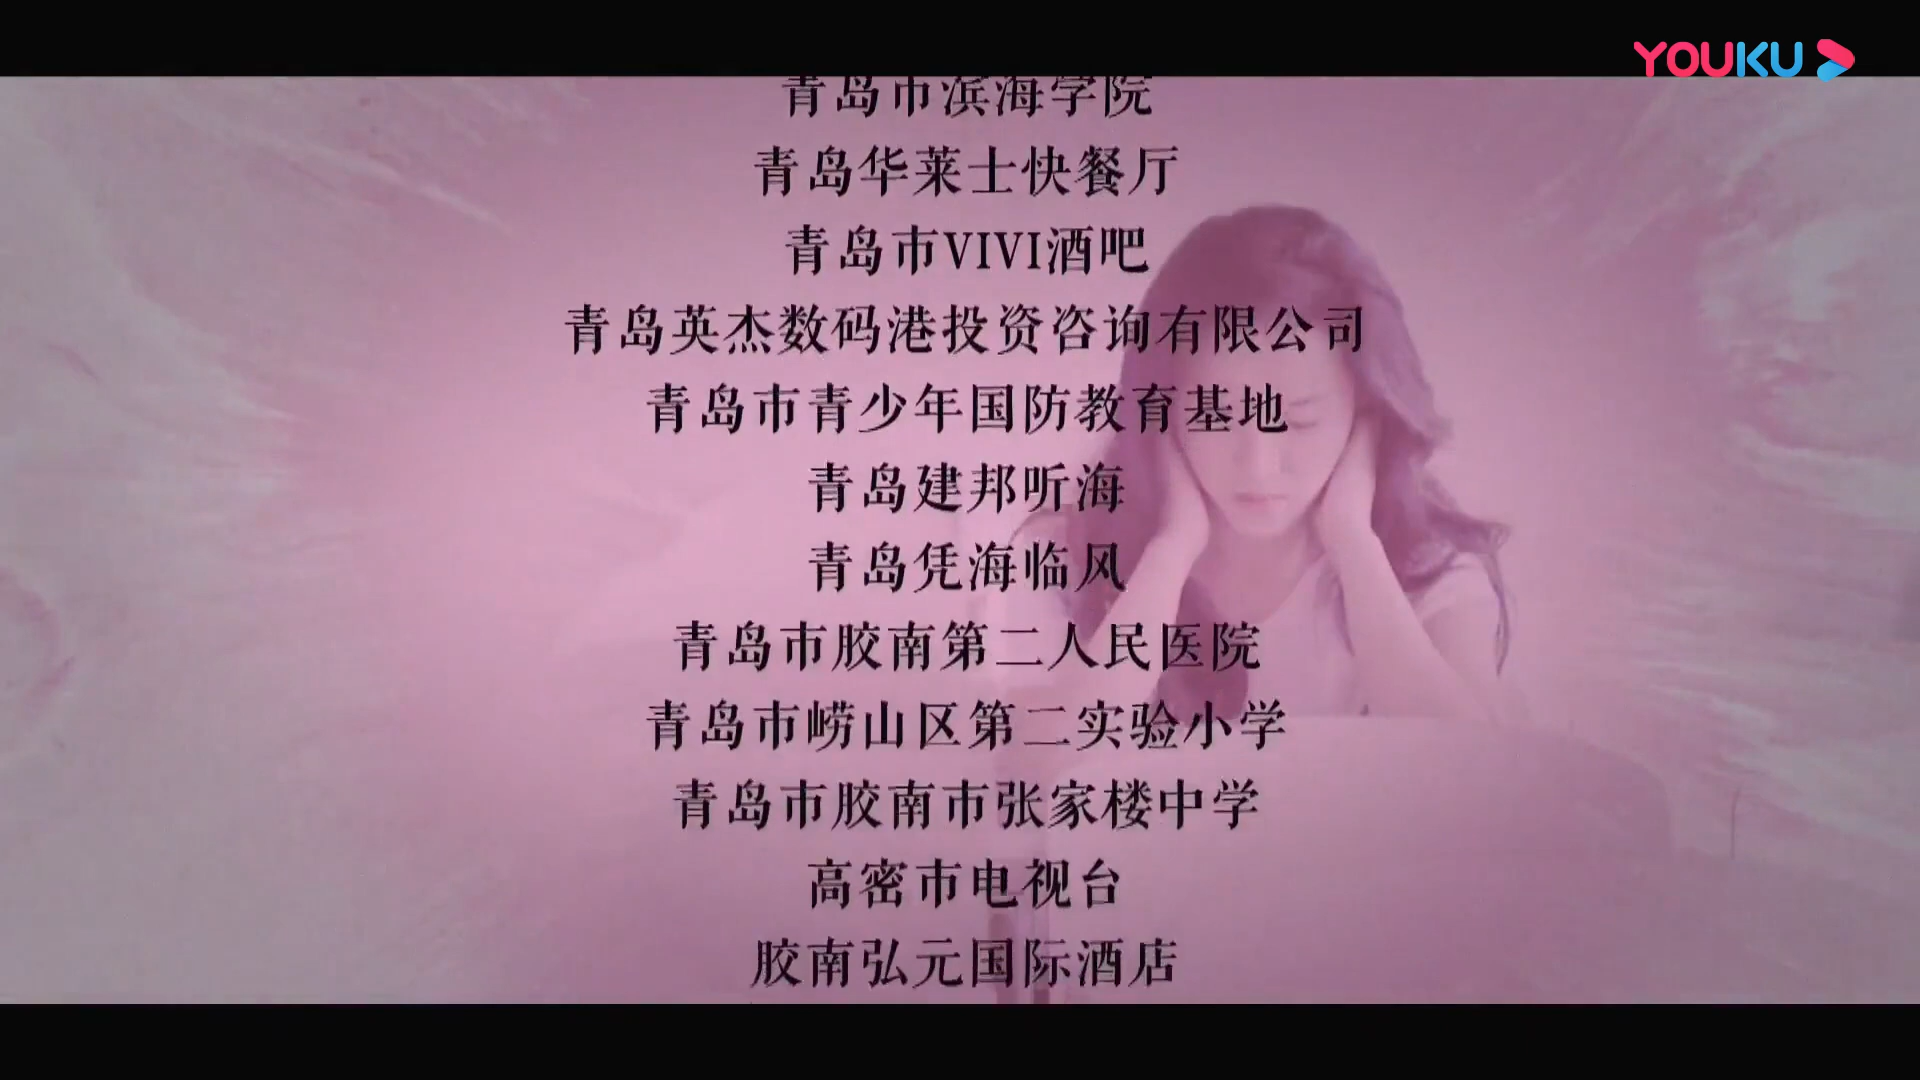 YOUKU
青岛市滨海学院
青岛华莱士快餐厅
青岛市VIVI酒吧
青岛英杰数码港投资咨询有限公司
青岛市青少年国防教育基地
青岛建邦听海
青岛凭海临风
青岛市胶南第二人民医院
青岛市崂山区第二实验小学
青岛市胶南市张家楼中学
高密市电视台
胶南弘元国际酒店